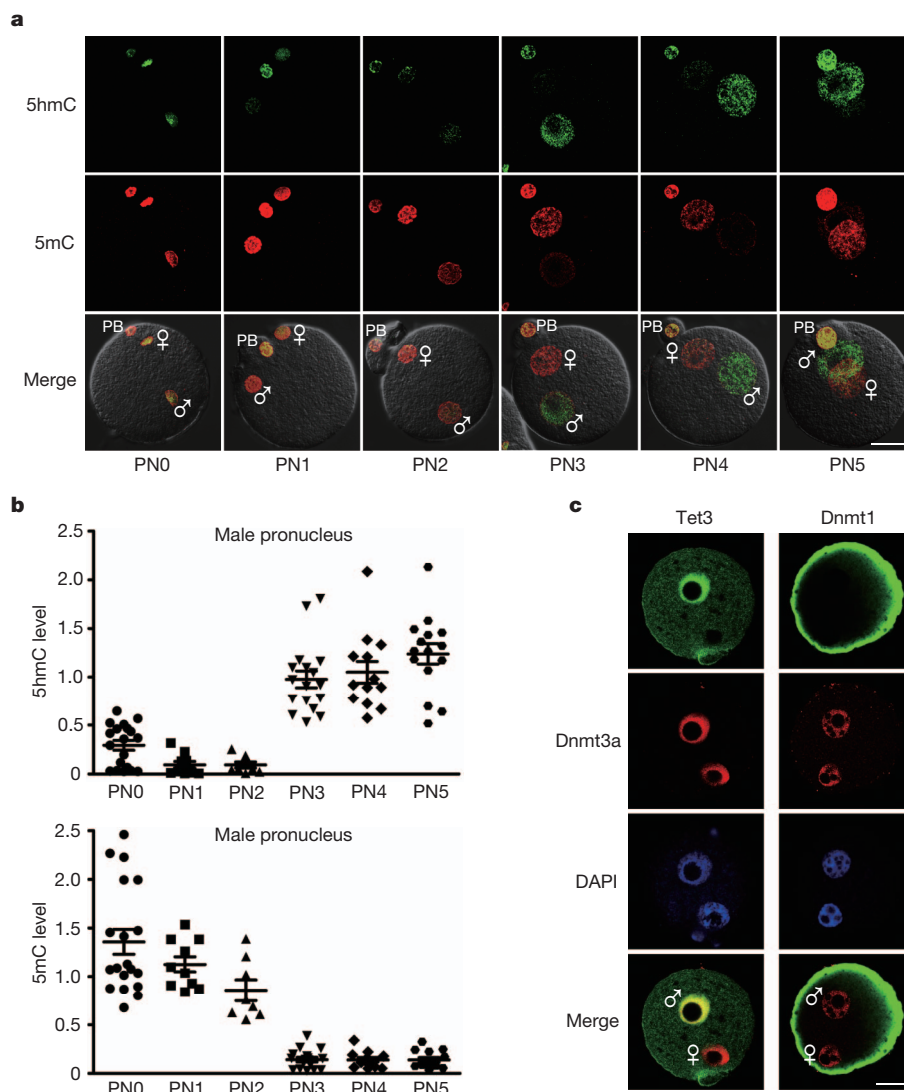 a
5hmC
5mC
Merge
PB ♀ ♂
PB ♀ ♂
PB ♀ ♂
PB ♀ ♂
PB ♀ ♂
PB ♂ ♀
PN0 PN1 PN2 PN3 PN4 PN5
b
Male pronucleus
5hmC level
2.5
2.0
1.5
1.0
0.5
0
PN0 PN1 PN2 PN3 PN4 PN5
Male pronucleus
5mC level
2.5
2.0
1.5
1.0
0.5
0
PN0 PN1 PN2 PN3 PN4 PN5
c
Tet3 Dnmt1
Dnmt3a
DAPI
Merge
♂ ♀
♂ ♀